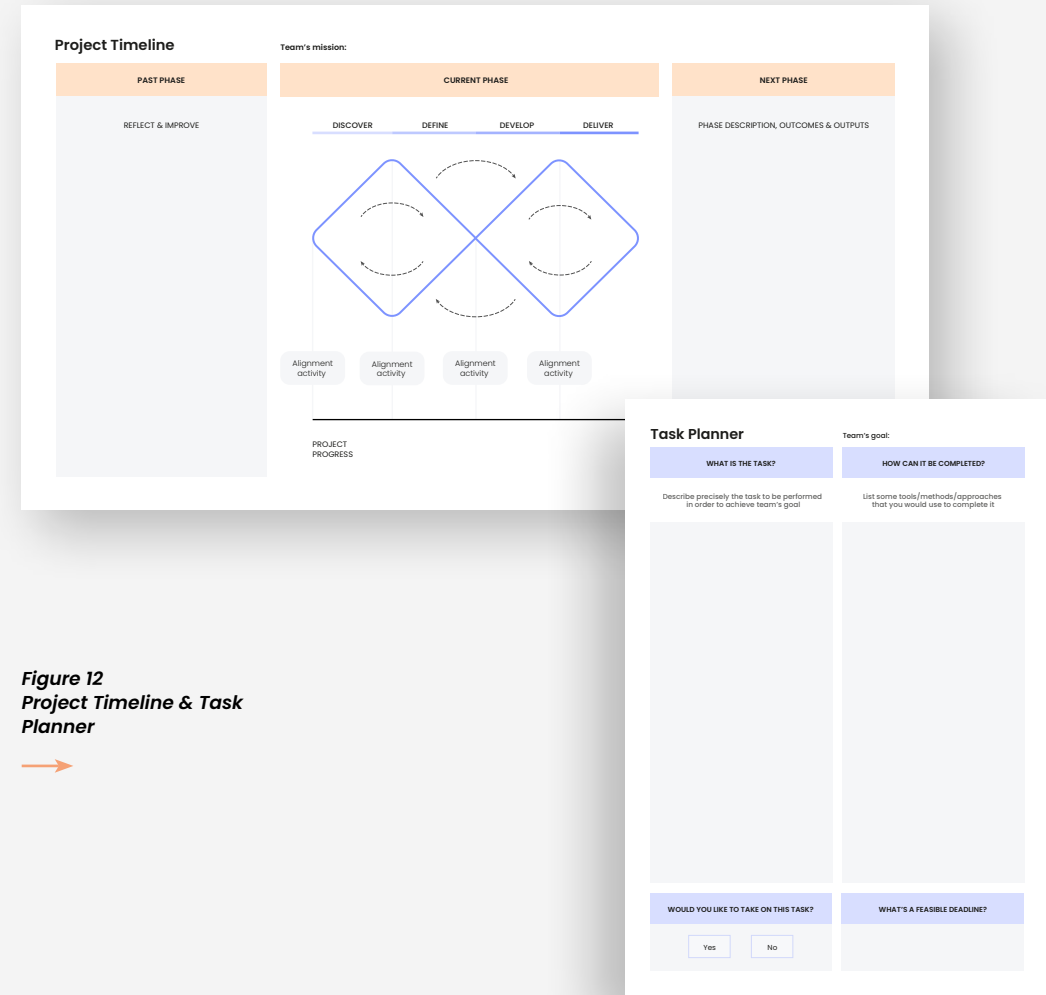 Project Timeline
Team's mission:
PAST PHASE
CURRENT PHASE
NEXT PHASE
REFLECT & IMPROVE
DISCOVER
DEFINE
DEVELOP
DELIVER
PHASE DESCRIPTION, OUTCOMES & OUTPUTS
Alignment
activity
Alignment
activity
Alignment
activity
Alignment
activity
PROJECT
PROGRESS
Task Planner
Team's goal:
WHAT IS THE TASK?
HOW CAN IT BE COMPLETED?
Describe precisely the task to be performed
in order to achieve team's goal
List some tools/methods/approaches
that you would use to complete it
WOULD YOU LIKE TO TAKE ON THIS TASK?
WHAT'S A FEASIBLE DEADLINE?
Yes
No
Figure 12
Project Timeline & Task
Planner